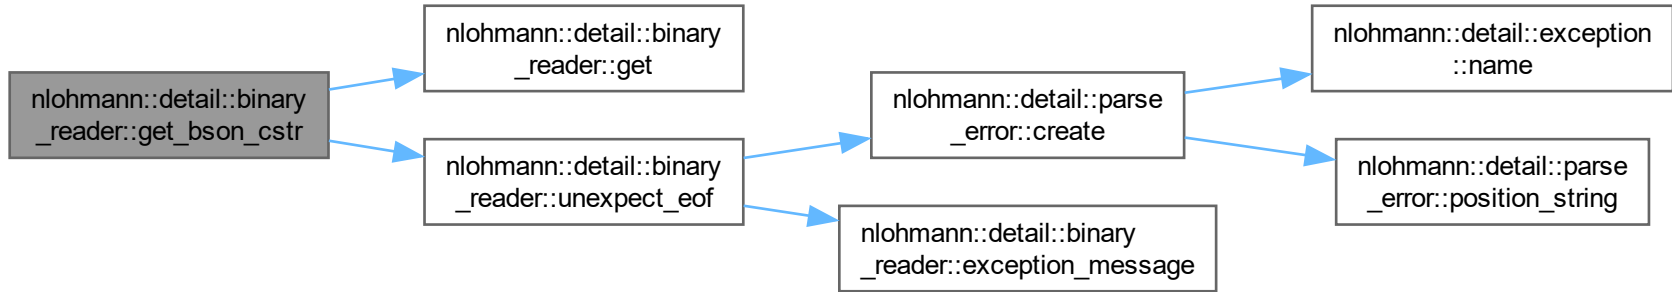 nlohmann::detail::binary
_reader::get_bson_cstr
nlohmann::detail::binary
_reader::get
nlohmann::detail::binary
_reader::unexpect_eof
nlohmann::detail::parse
_error::create
nlohmann::detail::binary
_reader::exception_message
nlohmann::detail::exception
::name
nlohmann::detail::parse
_error::position_string